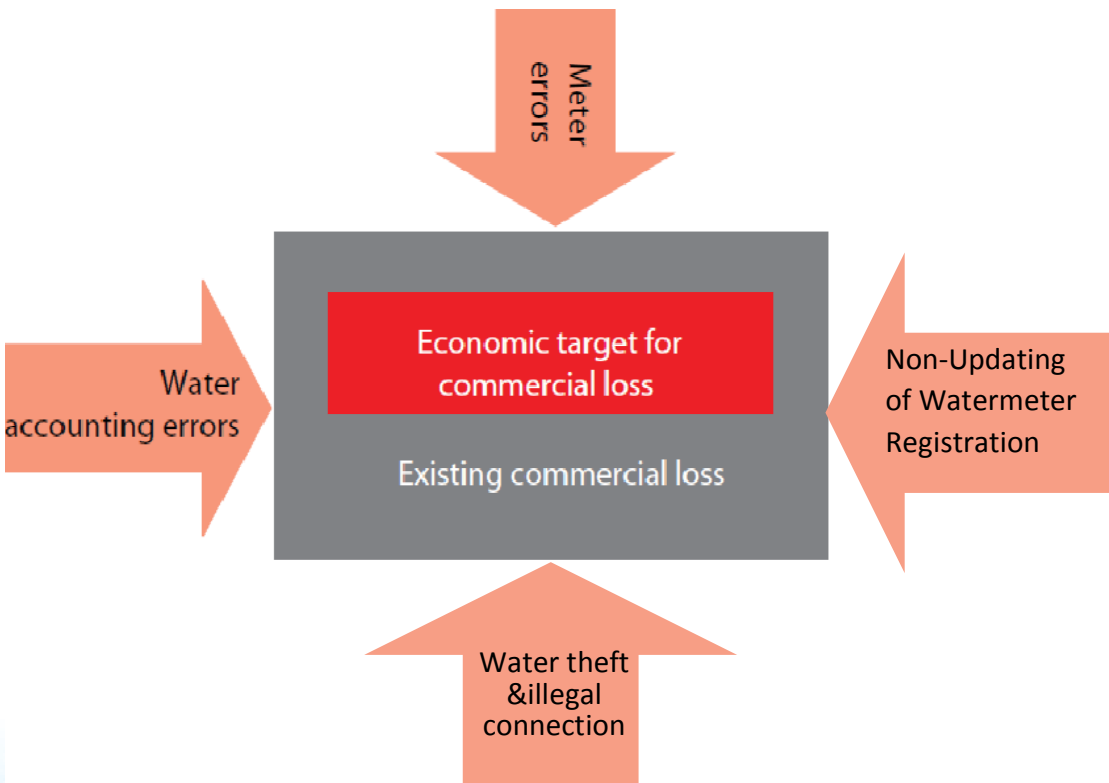 Meter
errors
Economic target for
commercial loss
Existing commercial loss
Water
accounting errors
Non-Updating
of Watermeter
Registration
Water theft
&illegal
connection